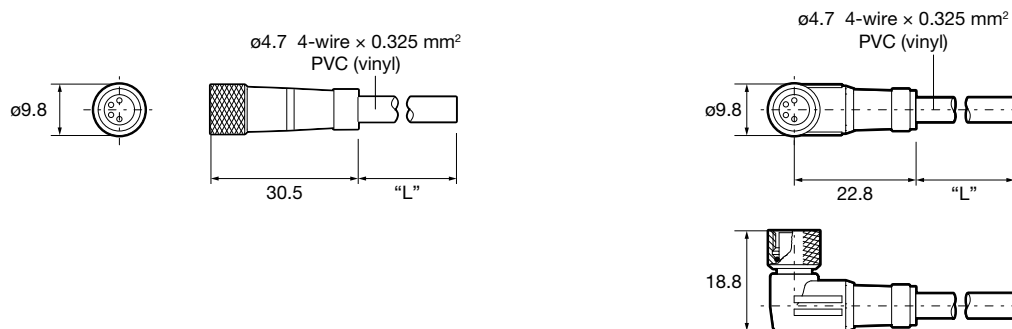 ø4.7 4-wire × 0.325 mm²
PVC (vinyl)
ø9.8
30.5
“L”
ø4.7 4-wire × 0.325 mm²
PVC (vinyl)
ø9.8
22.8
“L”
18.8